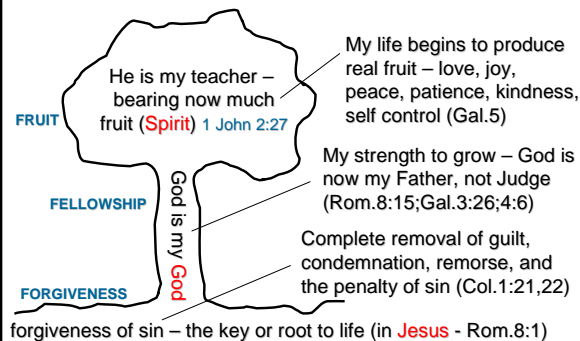 He is my teacher –
bearing now much
fruit (Spirit) 1 John 2:27
My life begins to produce
real fruit – love, joy,
peace, patience, kindness,
self control (Gal.5)
FRUIT
My strength to grow – God is
now my Father, not Judge
(Rom.8:15;Gal.3:26;4:6)
FELLOWSHIP
God is my God
Complete removal of guilt,
condemnation, remorse, and
the penalty of sin (Col.1:21,22)
FORGIVENESS
forgiveness of sin – the key or root to life (in Jesus - Rom.8:1)